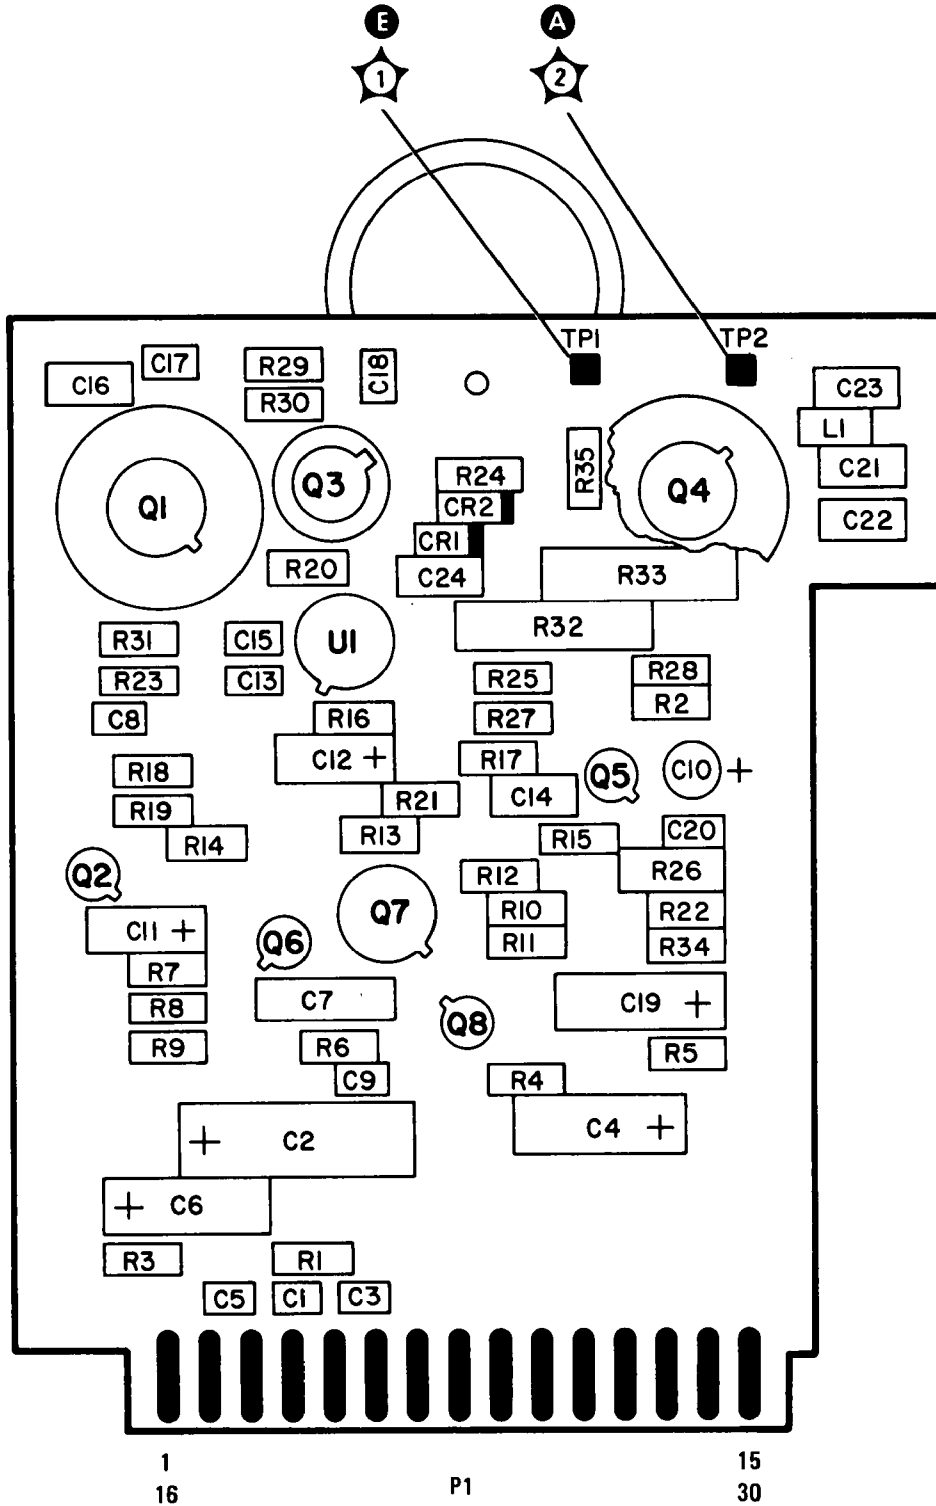 E A
1 2
TP1 TP2
C16 C17 R29 C18 C23
R30
L1
Q1 Q3 R24 R35 Q4 C21
CR2
C22
CR1
R20 C24 R33
R32
R31 C15 U1
R23 C13 R25 R28
C8 R16 R27 R2
C12 + R17
R18 Q5 C10 +
R21 C14
R19
R14 R13 R15 C20
Q2 R12 R26
C11 + Q6 Q7 R10 R22
R11 R34
R7
R8 C7 C19 +
Q8
R9 R6 R5
C9 R4
+ C2 C4 +
+ C6
R3 R1
C5 C1 C3
1 15
P1
16 30